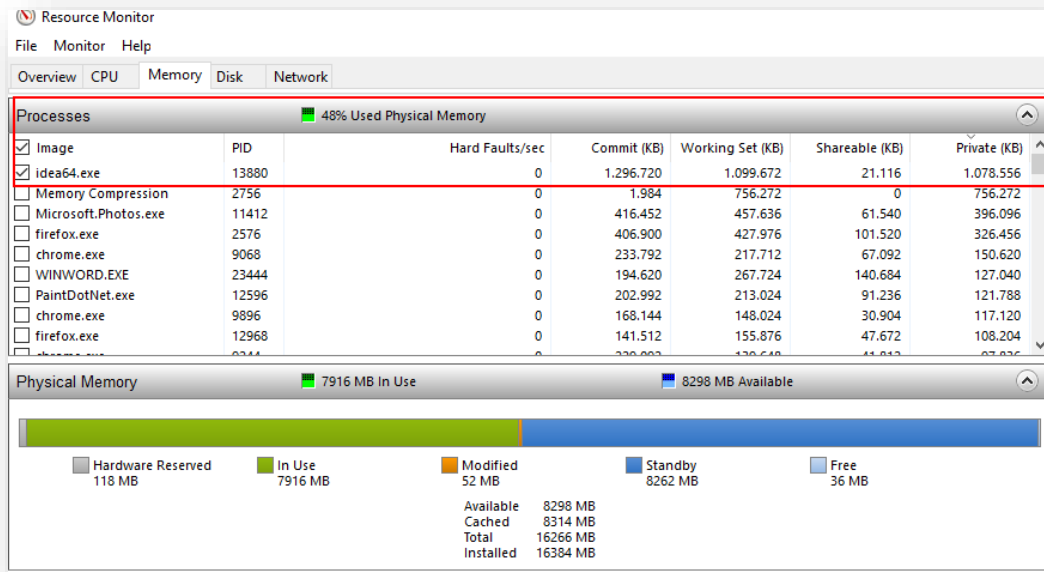 Resource Monitor
File Monitor Help
Overview CPU Memory Disk Network
Processes 48% Used Physical Memory
Image PID Hard Faults/sec Commit (KB) Working Set (KB) Shareable (KB) Private (KB)
idea64.exe 13880 0 1.296.720 1.099.672 21.116 1.078.556
Memory Compression 2756 0 1.984 756.272 0 756.272
Microsoft.Photos.exe 11412 0 416.452 457.636 61.540 396.096
firefox.exe 2576 0 406.900 427.976 101.520 326.456
chrome.exe 9068 0 233.792 217.712 67.092 150.620
WINWORD.EXE 23444 0 194.620 267.724 140.684 127.040
PaintDotNet.exe 12596 0 202.992 213.024 91.236 121.788
chrome.exe 9896 0 168.144 148.024 30.904 117.120
firefox.exe 12968 0 141.512 155.876 47.672 108.204
Physical Memory 7916 MB In Use 8298 MB Available
Hardware Reserved In Use Modified Standby Free
118 MB 7916 MB 52 MB 8262 MB 36 MB
Available 8298 MB
Cached 8314 MB
Total 16266 MB
Installed 16384 MB